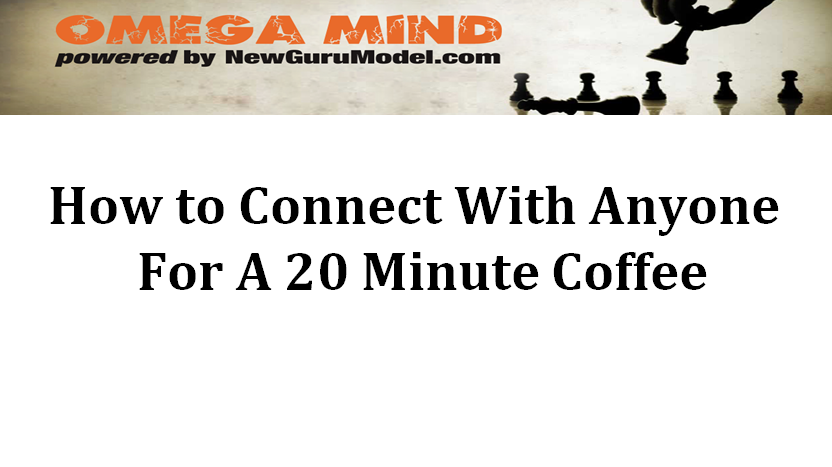 OMEGA MIND
powered by NewGuruModel.com
How to Connect With Anyone
For A 20 Minute Coffee